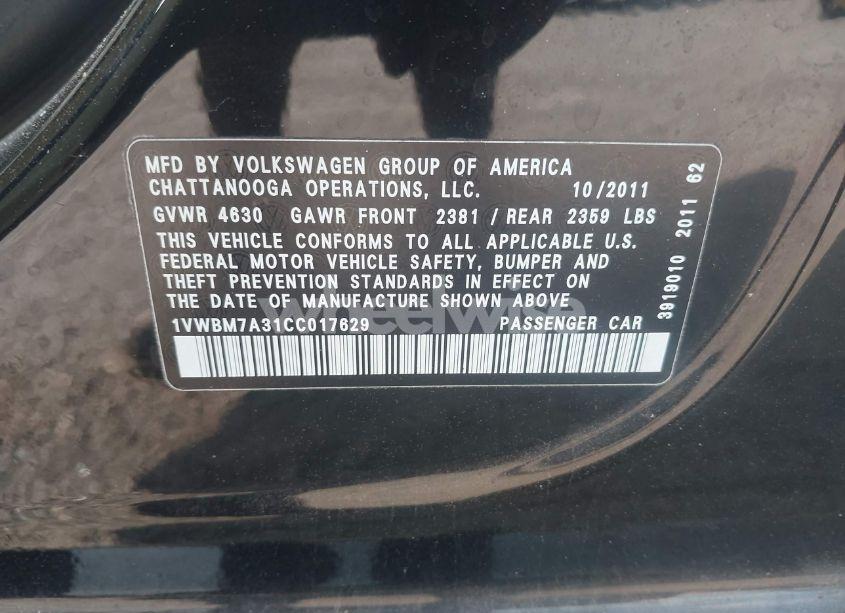 MFD BY VOLKSWAGEN GROUP OF AMERICA
CHATTANOOGA OPERATIONS, LLC. 10/2011
GVWR 4630 GAWR FRONT 2381 / REAR 2359 LBS
THIS VEHICLE CONFORMS TO ALL APPLICABLE U.S.
FEDERAL MOTOR VEHICLE SAFETY, BUMPER AND
THEFT PREVENTION STANDARDS IN EFFECT ON
THE DATE OF MANUFACTURE SHOWN ABOVE
1VWBM7A31CC017629 PASSENGER CAR
3919010 2011 62
wheelwise